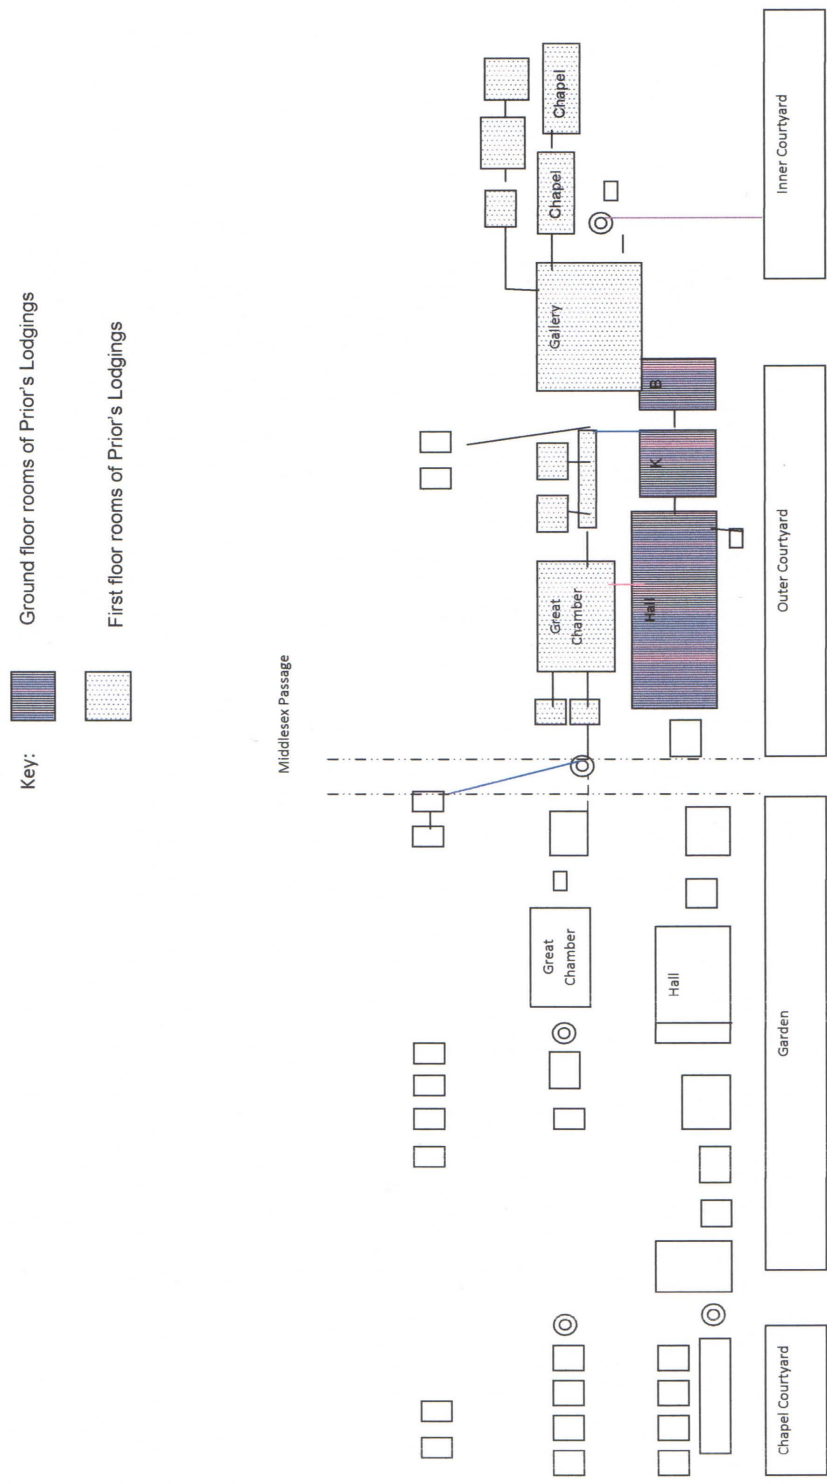 Key:
Ground floor rooms of Prior's Lodgings
First floor rooms of Prior's Lodgings
Middlesex Passage
Great
Chamber
Great
Chamber
Gallery
Chapel
Chapel
Hall
Hall
K
B
Chapel Courtyard
Garden
Outer Courtyard
Inner Courtyard